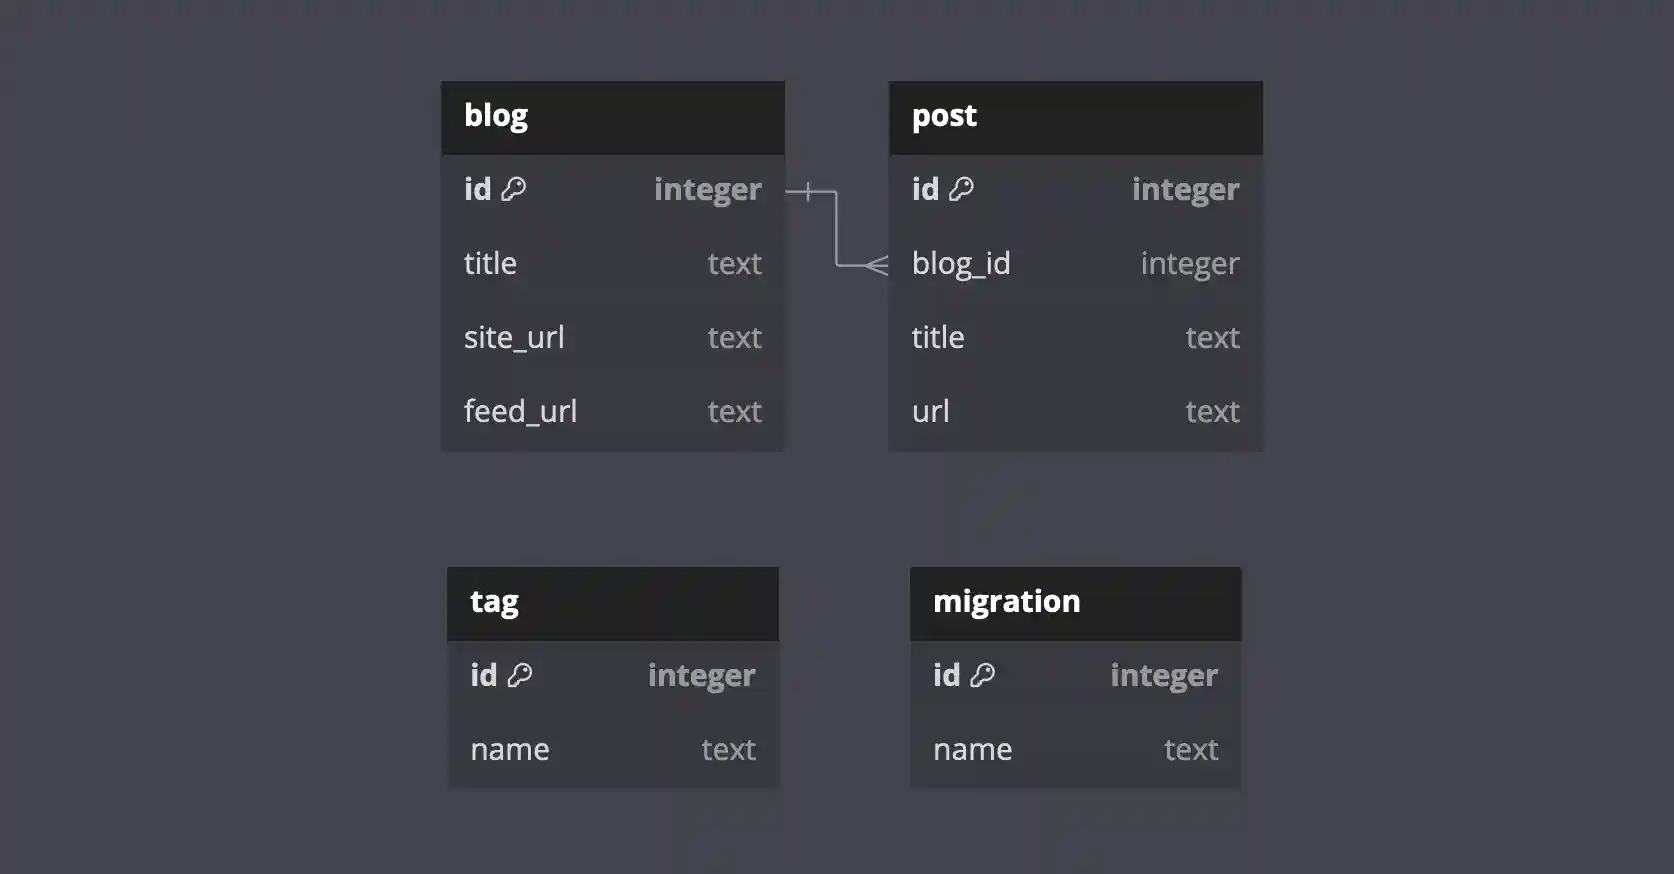 blog
id integer
title text
site_url text
feed_url text
post
id integer
blog_id integer
title text
url text
tag
id integer
name text
migration
id integer
name text